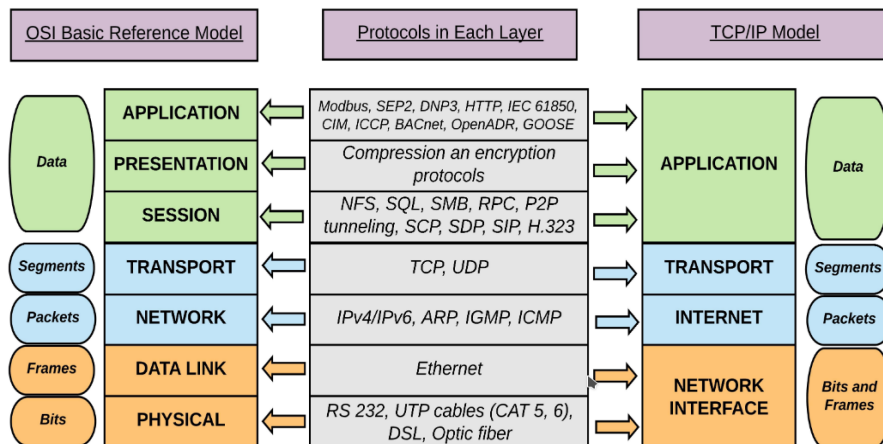 OSI Basic Reference Model
Protocols in Each Layer
TCP/IP Model
Data
APPLICATION
Modbus, SEP2, DNP3, HTTP, IEC 61850,
CIM, ICCP, BACnet, OpenADR, GOOSE
APPLICATION
Data
PRESENTATION
Compression an encryption
protocols
SESSION
NFS, SQL, SMB, RPC, P2P
tunneling, SCP, SDP, SIP, H.323
Segments
TRANSPORT
TCP, UDP
TRANSPORT
Segments
Packets
NETWORK
IPv4/IPv6, ARP, IGMP, ICMP
INTERNET
Packets
Frames
DATA LINK
Ethernet
NETWORK
INTERFACE
Bits and
Frames
Bits
PHYSICAL
RS 232, UTP cables (CAT 5, 6),
DSL, Optic fiber